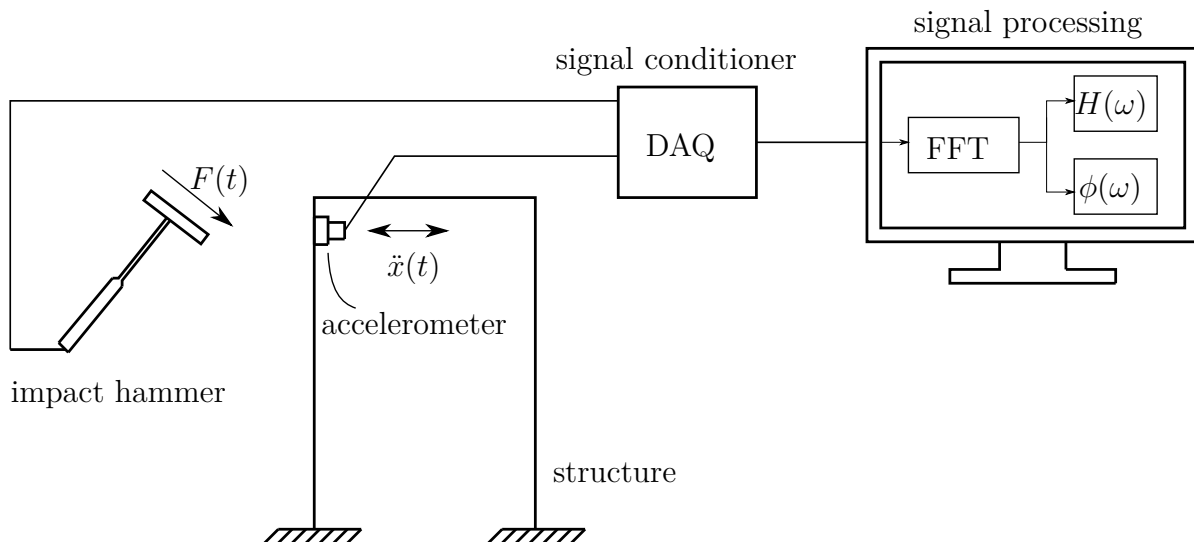 signal processing
signal conditioner
H(ω)
DAQ
FFT
F(t)
ϕ(ω)
ẍ(t)
accelerometer
impact hammer
structure